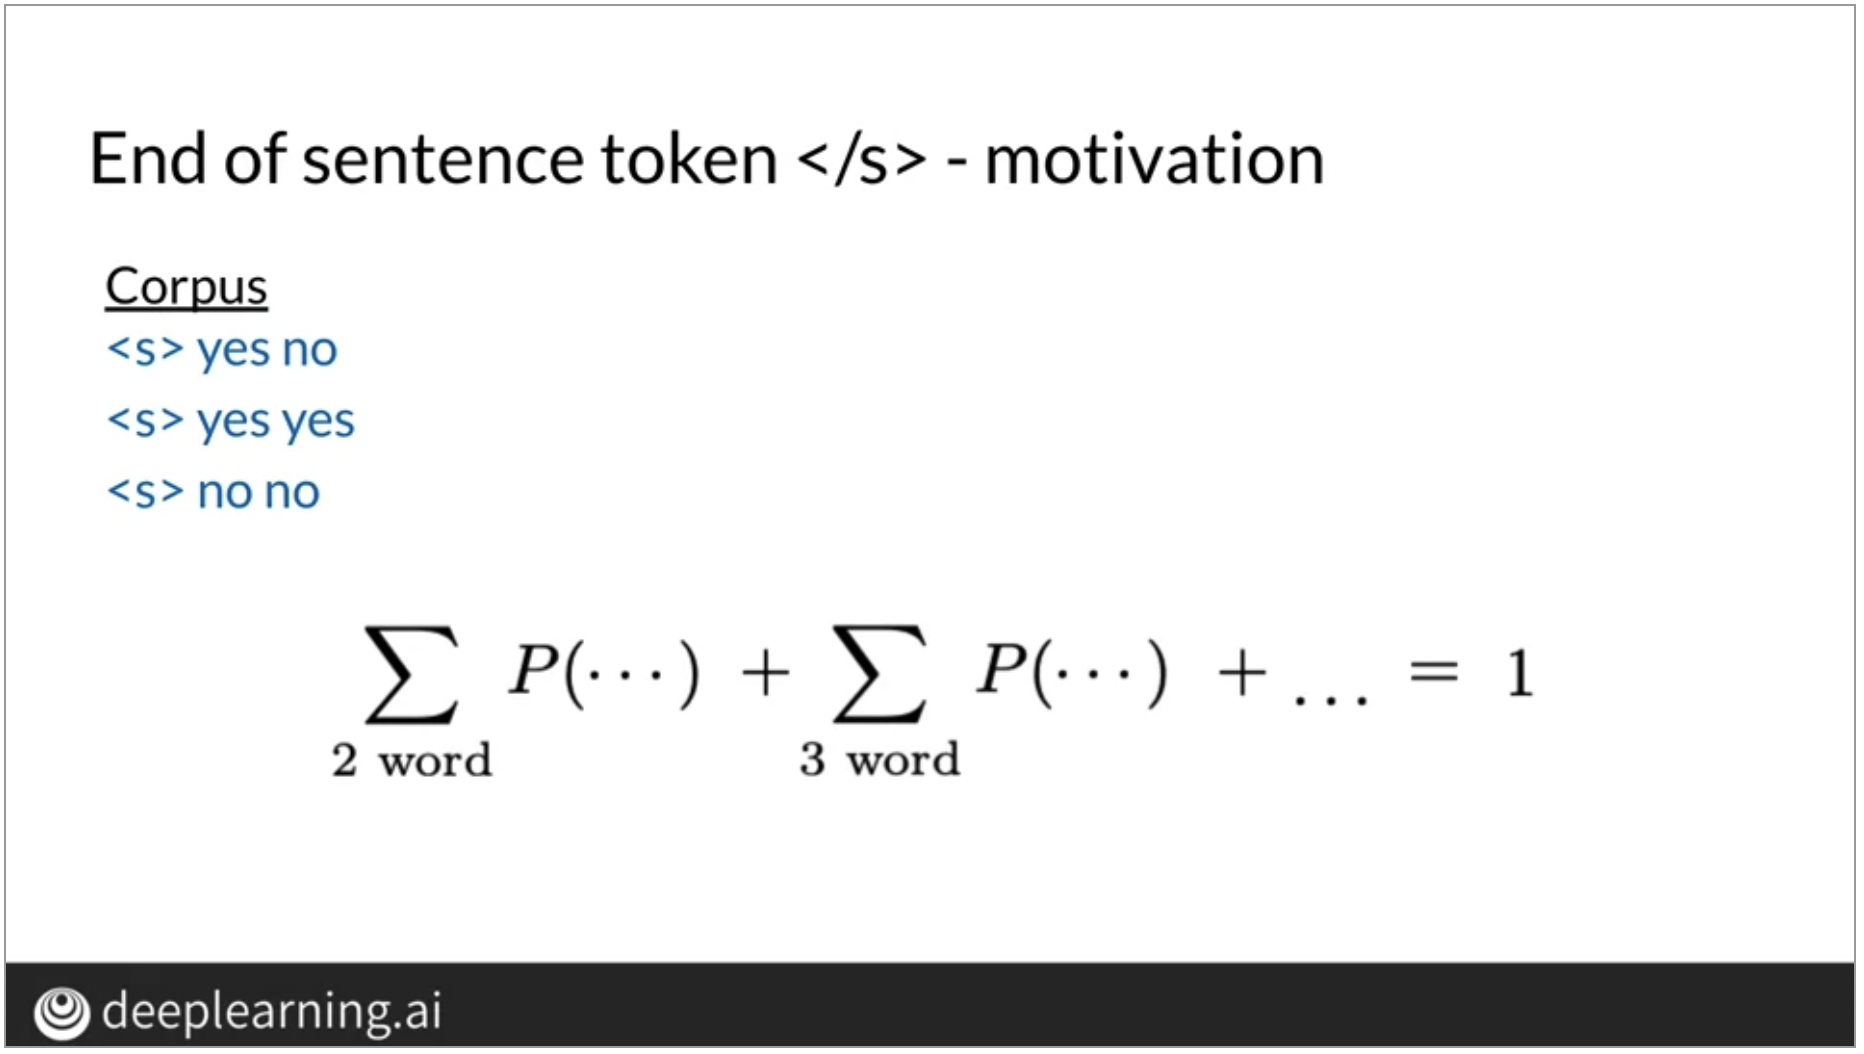 End of sentence token </s> - motivation
Corpus
<s> yes no
<s> yes yes
<s> no no
∑ P(···) + ∑ P(···) + ... = 1
2 word 3 word
deeplearning.ai